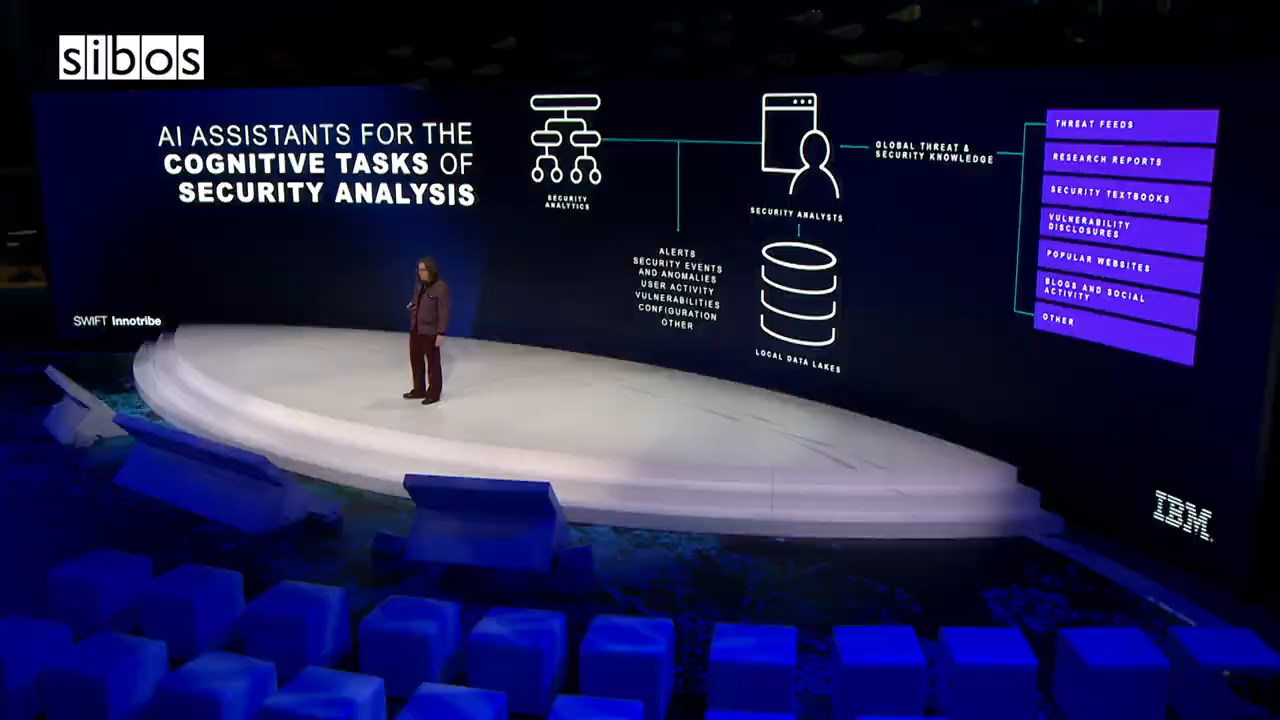 sibos
AI ASSISTANTS FOR THE
COGNITIVE TASKS OF
SECURITY ANALYSIS
SECURITY
ANALYTICS
ALERTS
SECURITY EVENTS
AND ANOMALIES
USER ACTIVITY
VULNERABILITIES
CONFIGURATION
OTHER
SECURITY ANALYSTS
LOCAL DATA LAKES
GLOBAL THREAT &
SECURITY KNOWLEDGE
THREAT FEEDS
RESEARCH REPORTS
SECURITY TEXTBOOKS
VULNERABILITY
DISCLOSURES
POPULAR WEBSITES
BLOGS AND SOCIAL
ACTIVITY
OTHER
SWIFT Innotribe
IBM